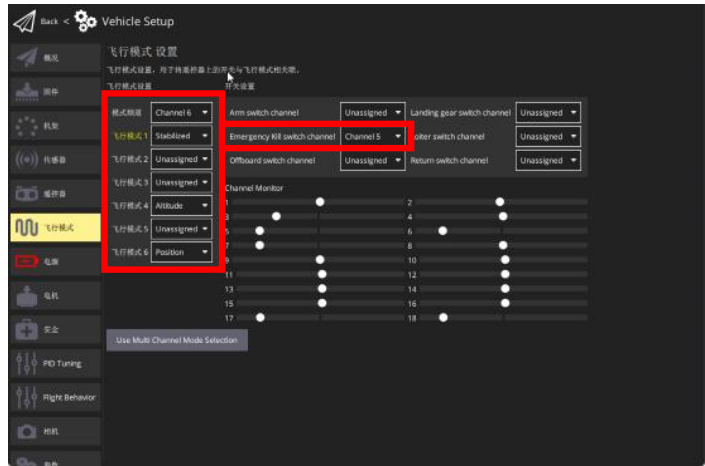 Back < Vehicle Setup
概况
固件
机架
传感器
遥控器
飞行模式
电源
电机
安全
PID Tuning
Flight Behavior
相机
参数
飞行模式 设置
飞行模式设置，用于将遥控器上的开关与飞行模式相关联。
飞行模式设置
开关设置
模式频道 Channel 6
飞行模式 1 Stabilized
飞行模式 2 Unassigned
飞行模式 3 Unassigned
飞行模式 4 Altitude
飞行模式 5 Unassigned
飞行模式 6 Position
Arm switch channel Unassigned Landing gear switch channel Unassigned
Emergency Kill switch channel Channel 5 oiter switch channel Unassigned
Offboard switch channel Unassigned Return switch channel Unassigned
Channel Monitor
1 2
3 4
5 6
7 8
9 10
11 12
13 14
15 16
17 18
Use Multi Channel Mode Selection